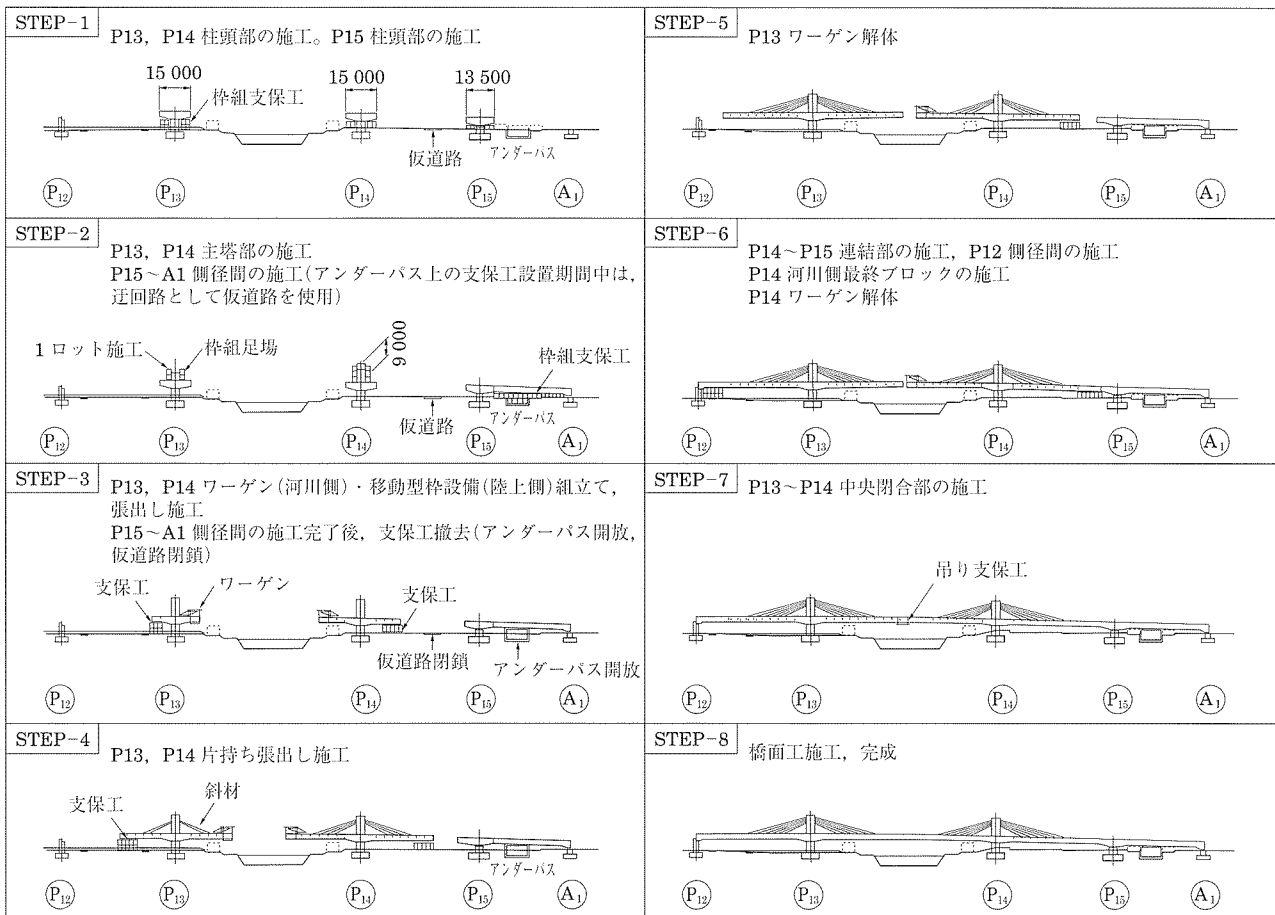 STEP-1
P13, P14 柱頭部の施工。P15 柱頭部の施工
15 000
15 000
13 500
枠組支保工
仮道路
アンダーパス
P12
P13
P14
P15
A1
STEP-2
P13, P14 主塔部の施工
P15～A1 側径間の施工(アンダーパス上の支保工設置期間中は,
迂回路として仮道路を使用)
1ロット施工
枠組足場
9 000
枠組支保工
仮道路
アンダーパス
P12
P13
P14
P15
A1
STEP-3
P13, P14 ワーゲン(河川側)・移動型枠設備(陸上側)組立て,
張出し施工
P15～A1 側径間の施工完了後, 支保工撤去(アンダーパス開放,
仮道路閉鎖)
支保工
ワーゲン
支保工
仮道路閉鎖
アンダーパス開放
P12
P13
P14
P15
A1
STEP-4
P13, P14 片持ち張出し施工
支保工
斜材
アンダーパス
P12
P13
P14
P15
A1
STEP-5
P13 ワーゲン解体
P12
P13
P14
P15
A1
STEP-6
P14～P15 連結部の施工, P12 側径間の施工
P14 河川側最終ブロックの施工
P14 ワーゲン解体
P12
P13
P14
P15
A1
STEP-7
P13～P14 中央閉合部の施工
吊り支保工
P12
P13
P14
P15
A1
STEP-8
橋面工施工, 完成
P12
P13
P14
P15
A1